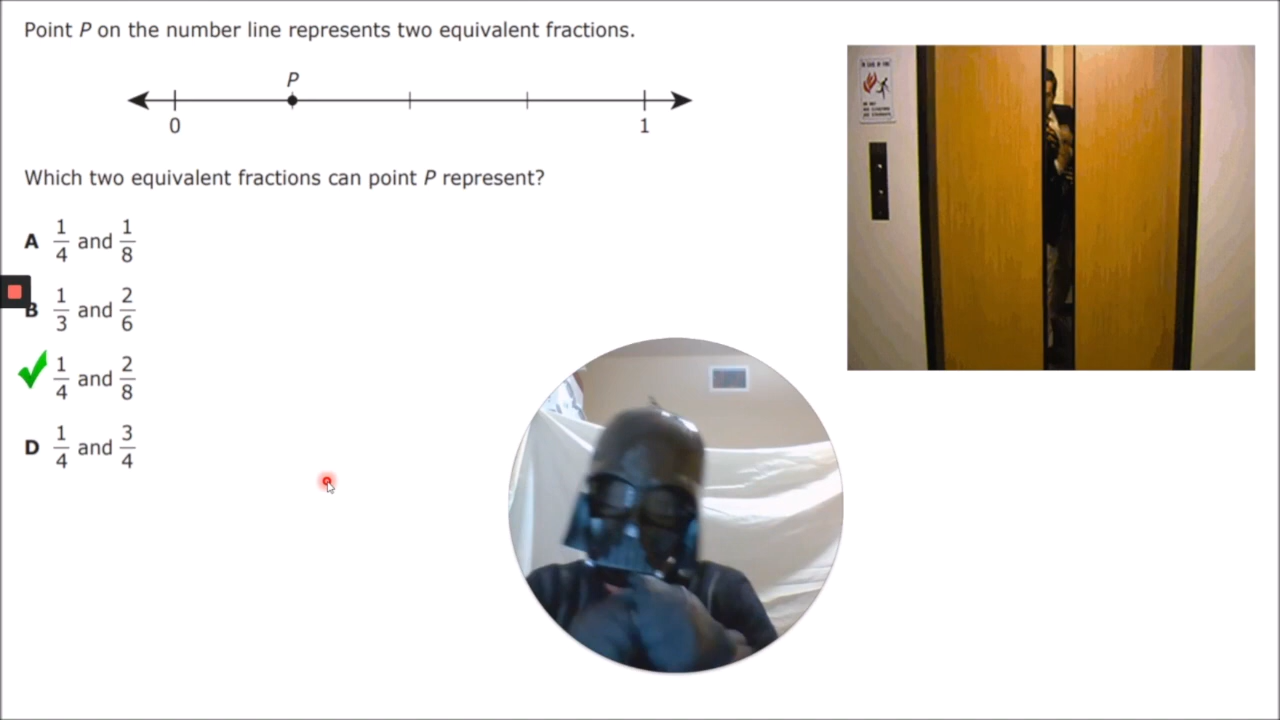 Point P on the number line represents two equivalent fractions.
P
0 1
Which two equivalent fractions can point P represent?
A 1/4 and 1/8
B 1/3 and 2/6
1/4 and 2/8
D 1/4 and 3/4